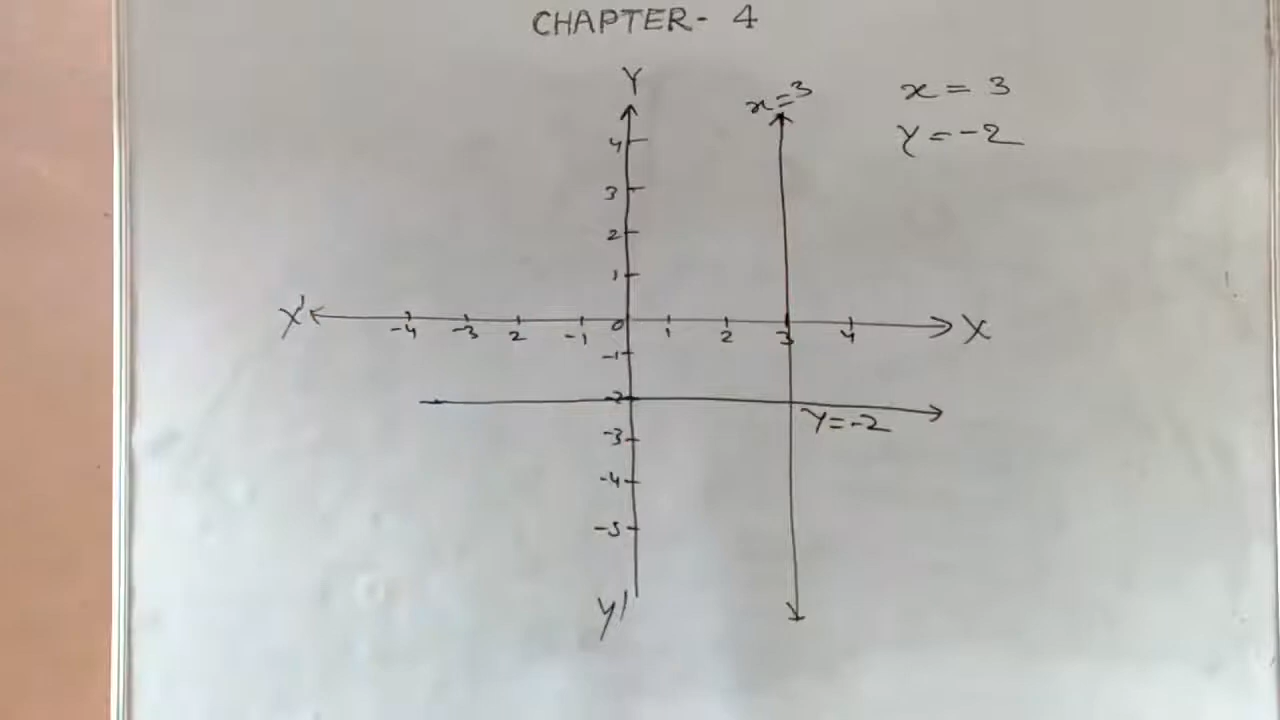 CHAPTER- 4
Y
x=3
x = 3
Y=-2
4
3
2
1
X' -4 -3 2 -1 0 1 2 3 4 X
-1
-2
Y=-2
-3
-4
-5
Y'